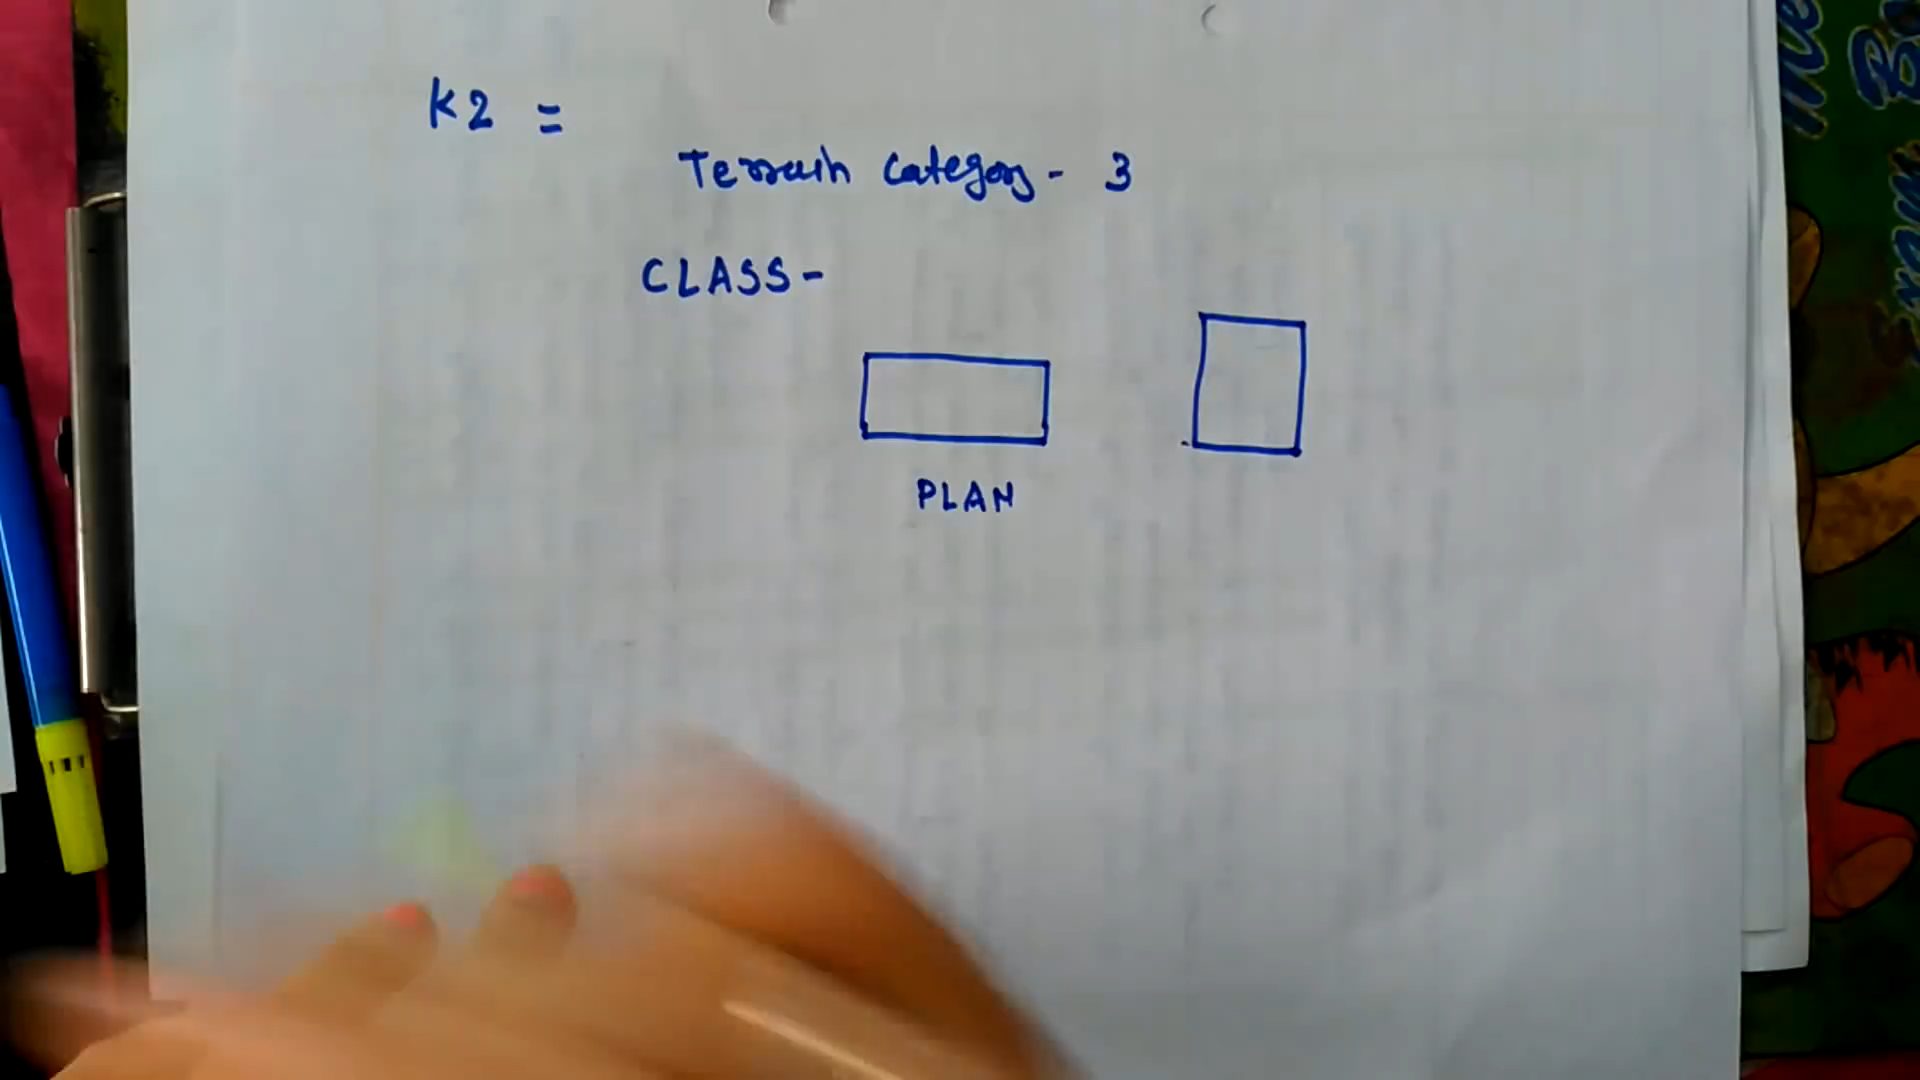 K2 =
Terrain Category - 3
CLASS -
PLAN